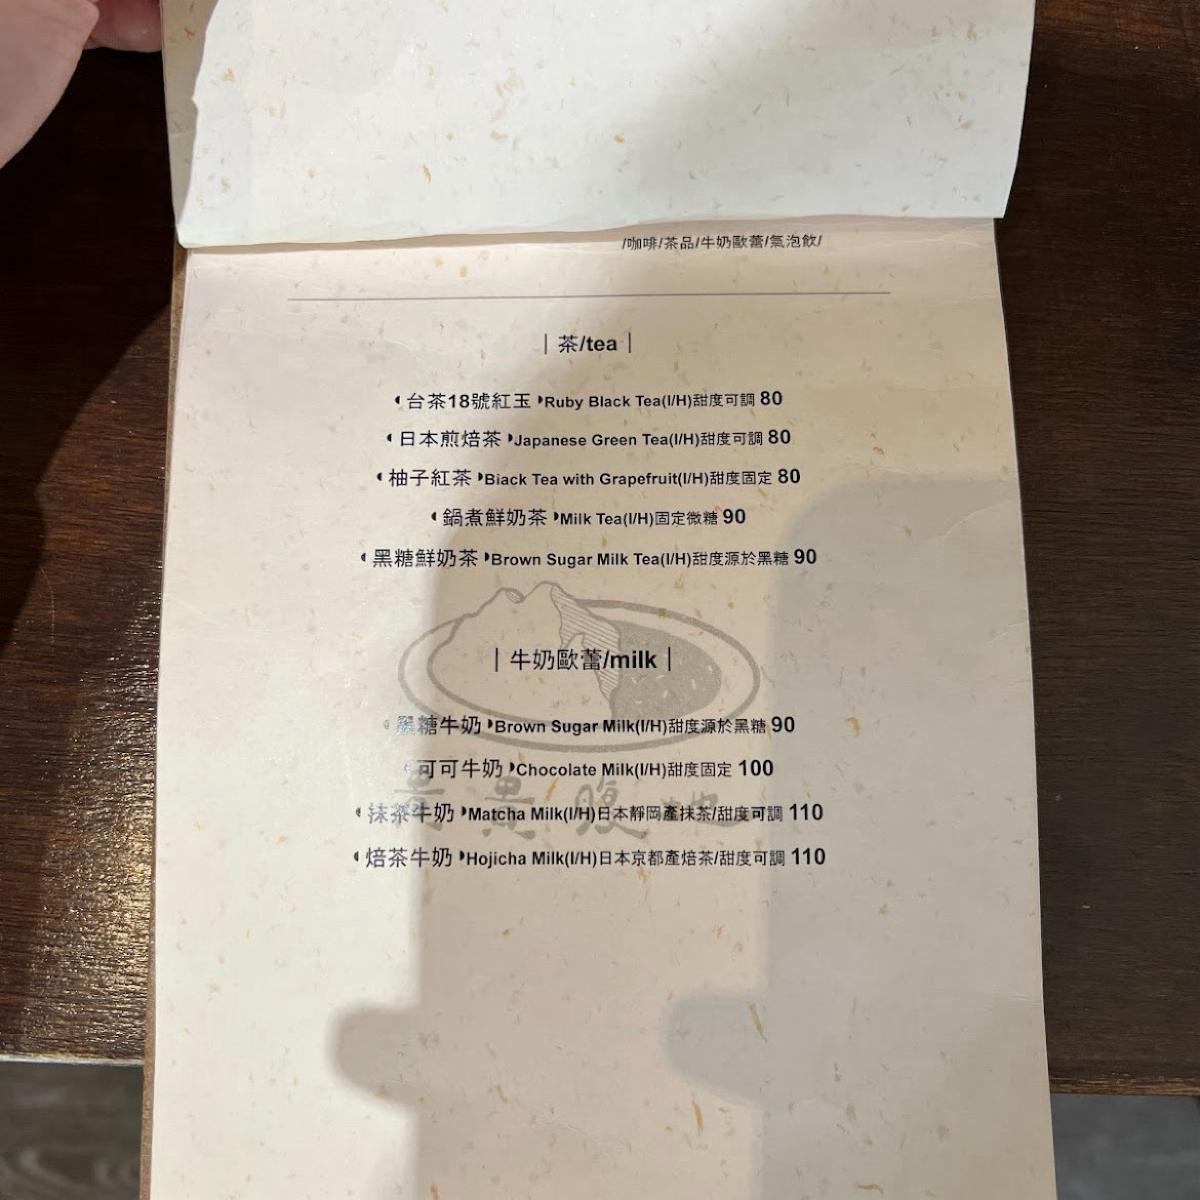 /咖啡/茶品/牛奶歐蕾/氣泡飲/
｜茶/tea｜
台茶18號紅玉 Ruby Black Tea(I/H)甜度可調 80
日本煎焙茶 Japanese Green Tea(I/H)甜度可調 80
柚子紅茶 Black Tea with Grapefruit(I/H)甜度固定 80
鍋煮鮮奶茶 Milk Tea(I/H)固定微糖 90
黑糖鮮奶茶 Brown Sugar Milk Tea(I/H)甜度源於黑糖 90
｜牛奶歐蕾/milk｜
黑糖牛奶 Brown Sugar Milk(I/H)甜度源於黑糖 90
可可牛奶 Chocolate Milk(I/H)甜度固定 100
抹茶牛奶 Matcha Milk(I/H)日本靜岡產抹茶/甜度可調 110
焙茶牛奶 Hojicha Milk(I/H)日本京都產焙茶/甜度可調 110